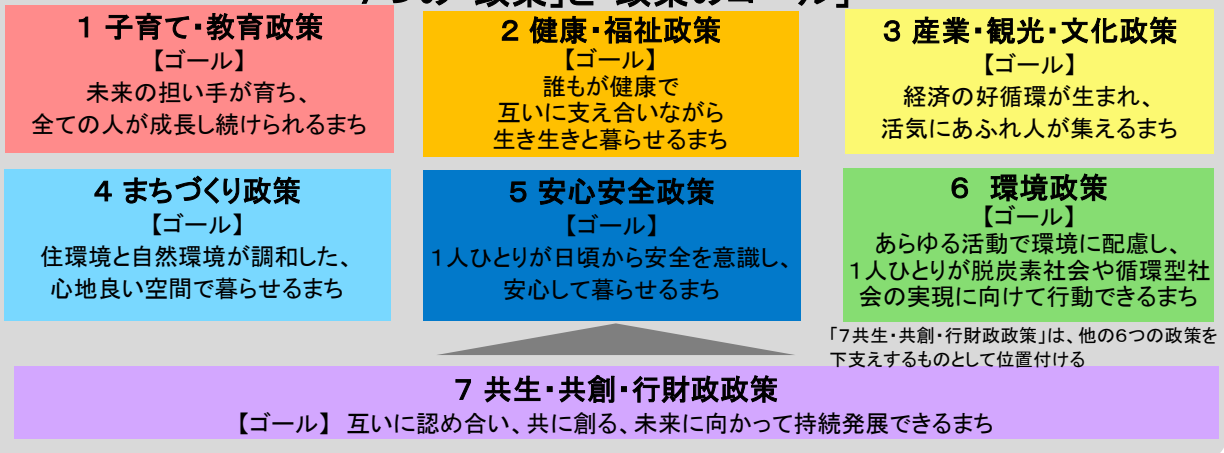 ７つの「政策」と「政策のゴール」
１ 子育て・教育政策
【ゴール】
未来の担い手が育ち、
全ての人が成長し続けられるまち
２ 健康・福祉政策
【ゴール】
誰もが健康で
互いに支え合いながら
生き生きと暮らせるまち
３ 産業・観光・文化政策
【ゴール】
経済の好循環が生まれ、
活気にあふれ人が集えるまち
４ まちづくり政策
【ゴール】
住環境と自然環境が調和した、
心地良い空間で暮らせるまち
５ 安心安全政策
【ゴール】
１人ひとりが日頃から安全を意識し、
安心して暮らせるまち
６ 環境政策
【ゴール】
あらゆる活動で環境に配慮し、
１人ひとりが脱炭素社会や循環型社
会の実現に向けて行動できるまち
「７共生・共創・行財政政策」は、他の６つの政策を
下支えするものとして位置付ける
７ 共生・共創・行財政政策
【ゴール】 互いに認め合い、共に創る、未来に向かって持続発展できるまち